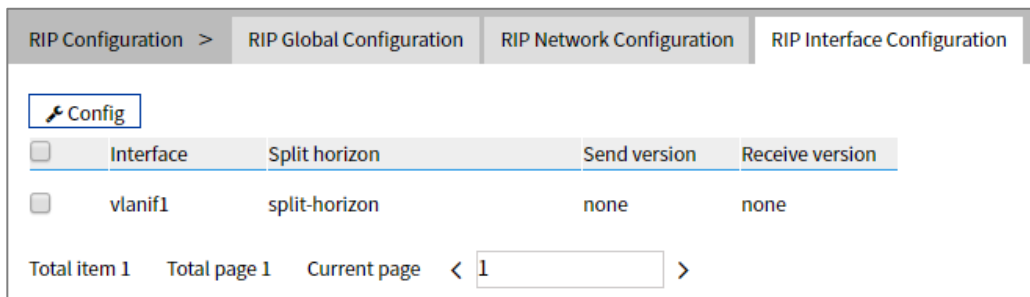 RIP Configuration > RIP Global Configuration RIP Network Configuration RIP Interface Configuration
Config
Interface Split horizon Send version Receive version
vlanif1 split-horizon none none
Total item 1 Total page 1 Current page < 1 >